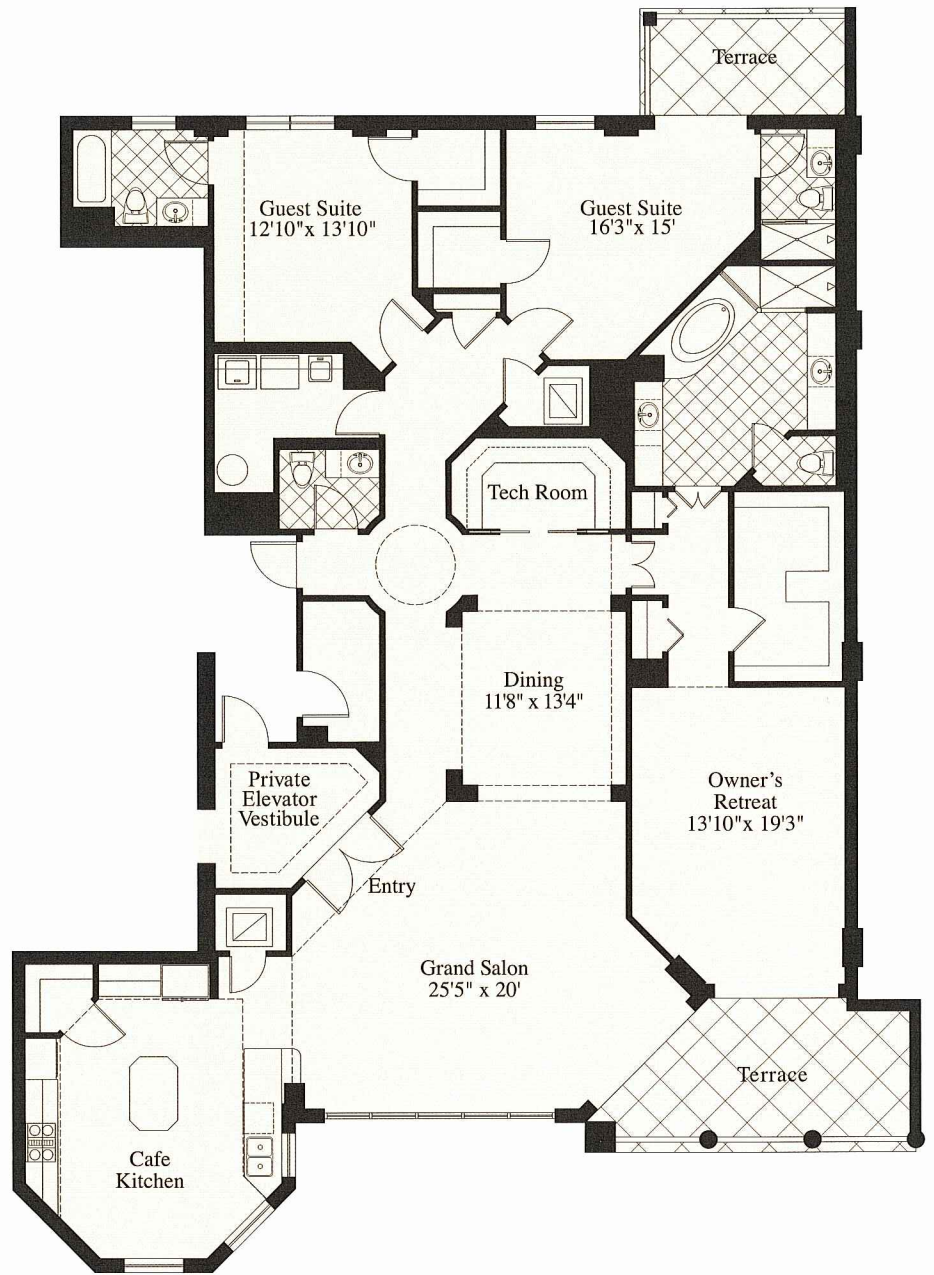 Terrace
Guest Suite
12'10"x 13'10"
Guest Suite
16'3"x 15'
Tech Room
Dining
11'8" x 13'4"
Private
Elevator
Vestibule
Owner's
Retreat
13'10"x 19'3"
Entry
Grand Salon
25'5" x 20'
Terrace
Cafe
Kitchen